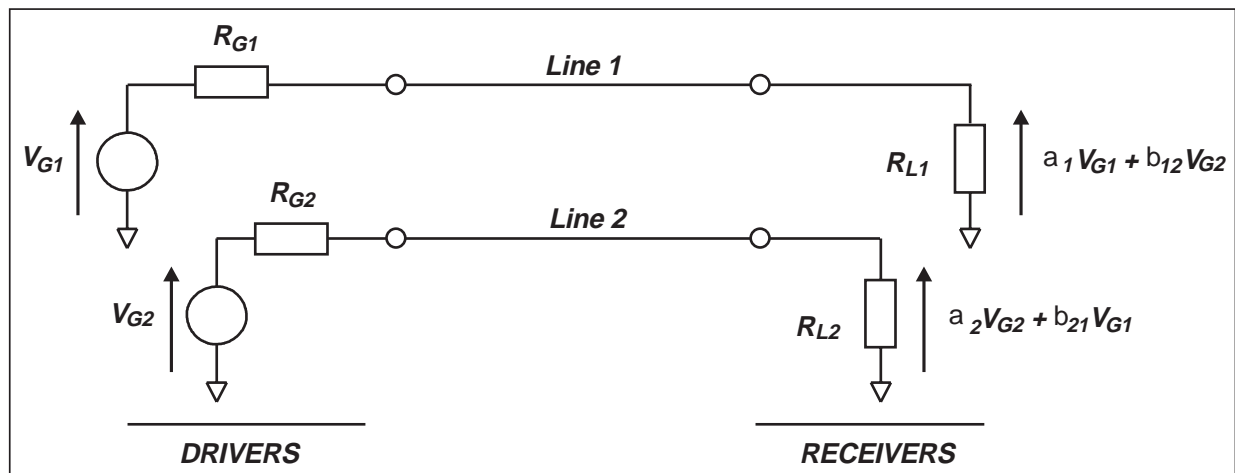 R_G1
Line 1
V_G1
R_L1
a_1 V_G1 + b_12 V_G2
R_G2
Line 2
V_G2
R_L2
a_2 V_G2 + b_21 V_G1
DRIVERS
RECEIVERS